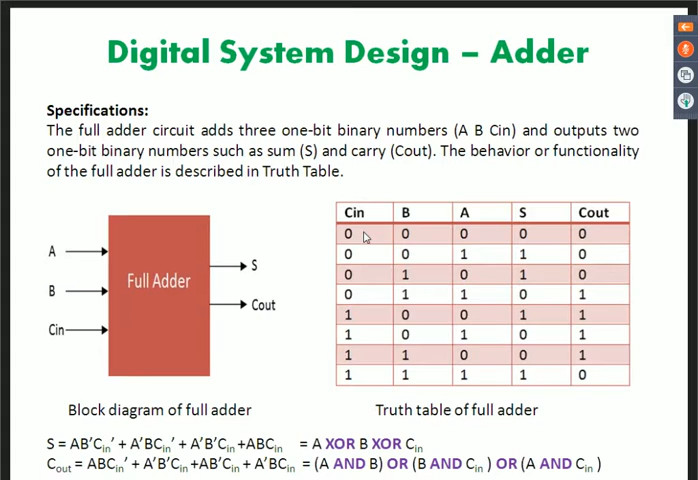 Digital System Design – Adder
Specifications:
The full adder circuit adds three one-bit binary numbers (A B Cin) and outputs two
one-bit binary numbers such as sum (S) and carry (Cout). The behavior or functionality
of the full adder is described in Truth Table.
A
B
Cin
Full Adder
S
Cout
Block diagram of full adder
Cin B A S Cout
0 0 0 0 0
0 0 1 1 0
0 1 0 1 0
0 1 1 0 1
1 0 0 1 1
1 0 1 0 1
1 1 0 0 1
1 1 1 1 0
Truth table of full adder
S = AB′Cin′ + A′BCin′ + A′B′Cin +ABCin = A XOR B XOR Cin
Cout = ABCin′ + A′B′Cin +AB′Cin + A′BCin = (A AND B) OR (B AND Cin ) OR (A AND Cin )